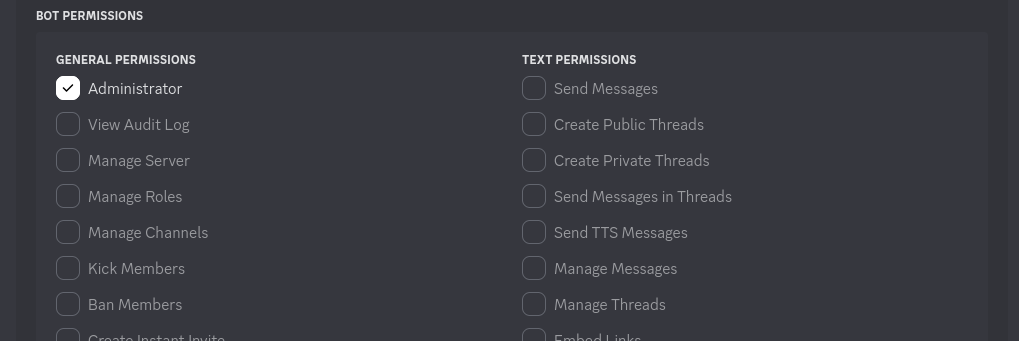 BOT PERMISSIONS
GENERAL PERMISSIONS
Administrator
View Audit Log
Manage Server
Manage Roles
Manage Channels
Kick Members
Ban Members
Create Instant Invite
TEXT PERMISSIONS
Send Messages
Create Public Threads
Create Private Threads
Send Messages in Threads
Send TTS Messages
Manage Messages
Manage Threads
Embed Links